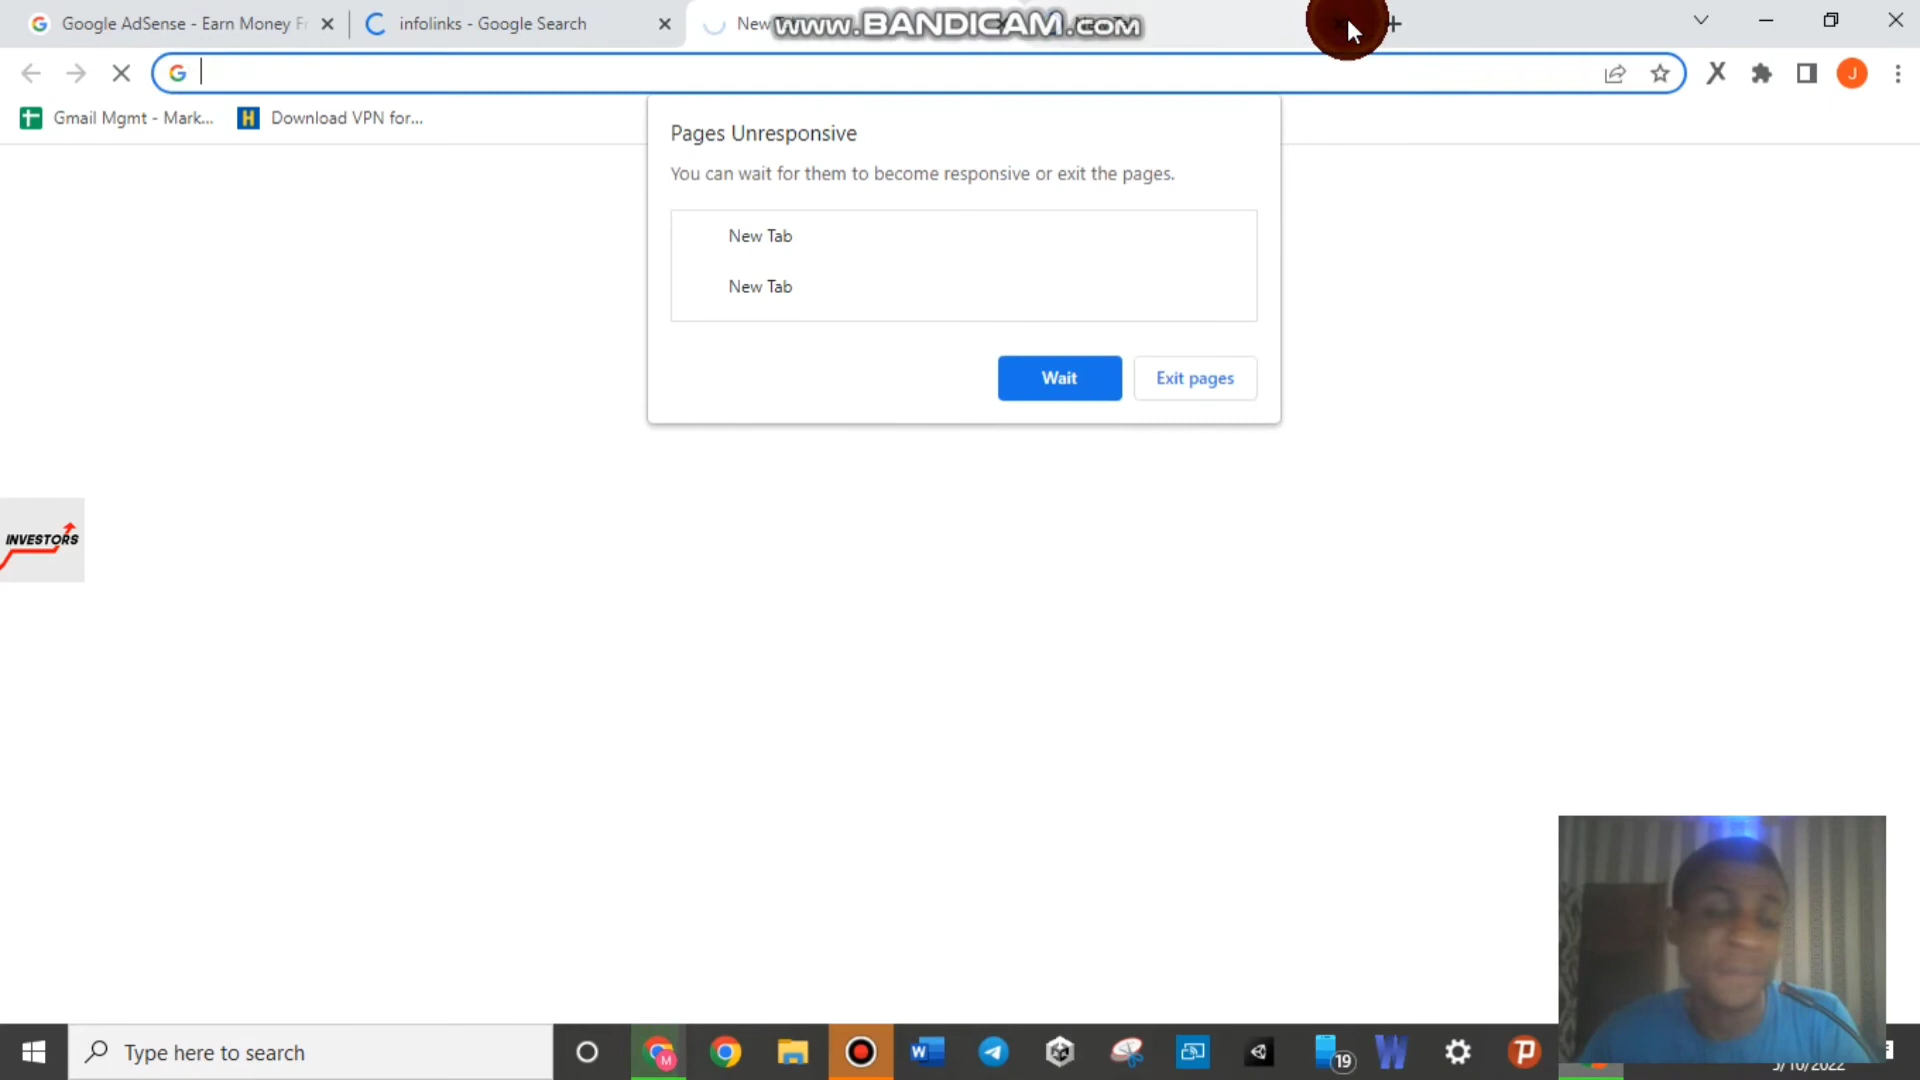 Google AdSense - Earn Money Fr
infolinks - Google Search
New
www.BANDICAM.com
G
J
Gmail Mgmt - Mark...
H
Download VPN for...
Pages Unresponsive
You can wait for them to become responsive or exit the pages.
New Tab
New Tab
Wait
Exit pages
INVESTORS
Type here to search
M
W
19
W
P